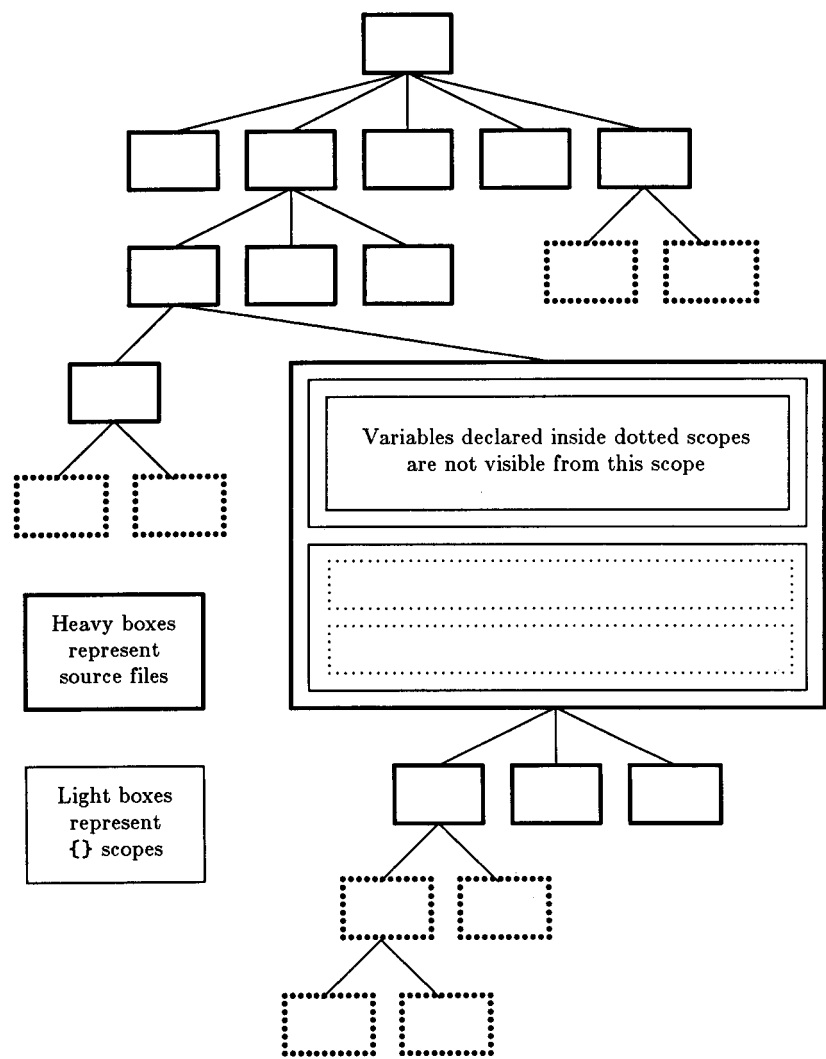 Variables declared inside dotted scopes
are not visible from this scope
Heavy boxes
represent
source files
Light boxes
represent
{} scopes